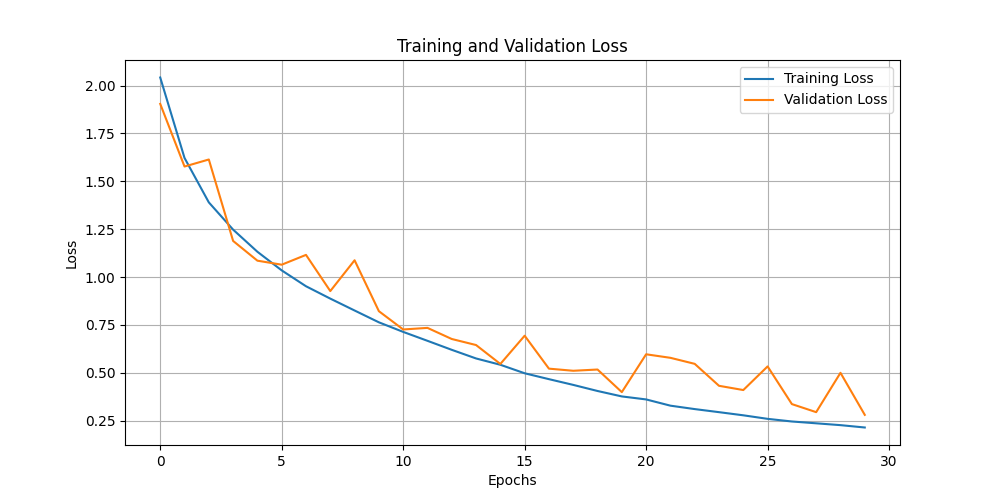 Training and Validation Loss
Training Loss
Validation Loss
Loss
2.00
1.75
1.50
1.25
1.00
0.75
0.50
0.25
0 5 10 15 20 25 30
Epochs